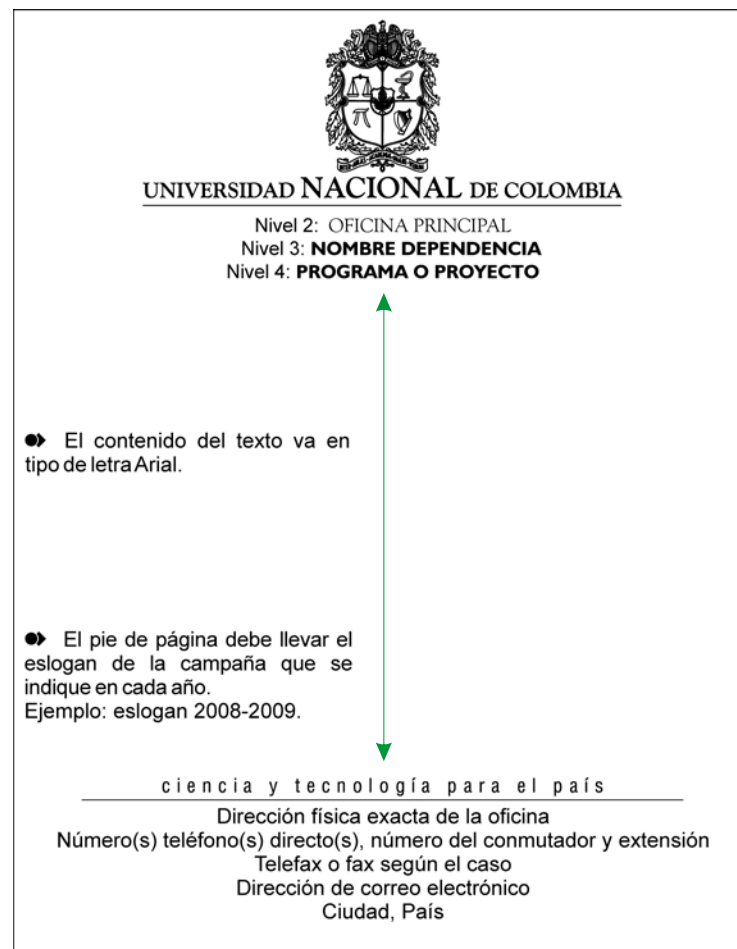 UNIVERSIDAD NACIONAL DE COLOMBIA
Nivel 2: OFICINA PRINCIPAL
Nivel 3: NOMBRE DEPENDENCIA
Nivel 4: PROGRAMA O PROYECTO
El contenido del texto va en
tipo de letra Arial.
El pie de página debe llevar el
eslogan de la campaña que se
indique en cada año.
Ejemplo: eslogan 2008-2009.
ciencia y tecnología para el país
Dirección física exacta de la oficina
Número(s) teléfono(s) directo(s), número del conmutador y extensión
Telefax o fax según el caso
Dirección de correo electrónico
Ciudad, País